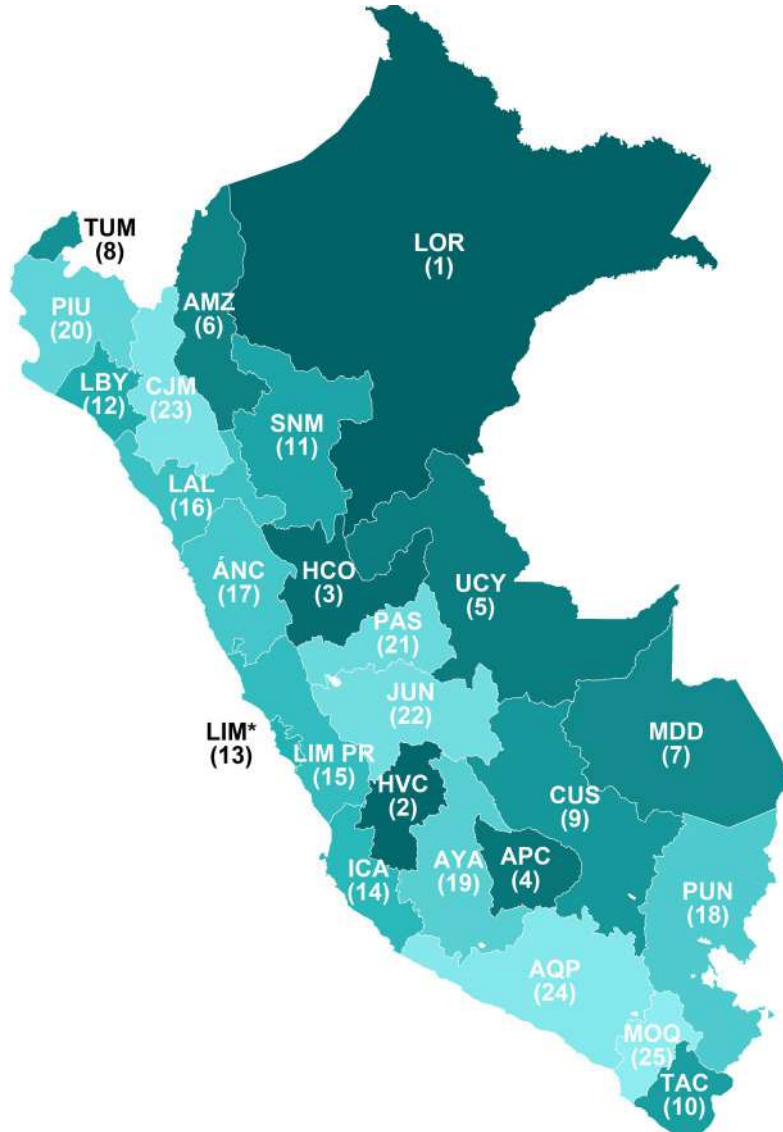 TUM
(8)
LOR
(1)
PIU
(20)
AMZ
(6)
LBY
(12)
CJM
(23)
SNM
(11)
LAL
(16)
ÁNC
(17)
HCO
(3)
UCY
(5)
PAS
(21)
JUN
(22)
LIM*
(13)
LIM PR
(15)
MDD
(7)
HVC
(2)
CUS
(9)
ICA
(14)
AYA
(19)
APC
(4)
PUN
(18)
AQP
(24)
MOQ
(25)
TAC
(10)